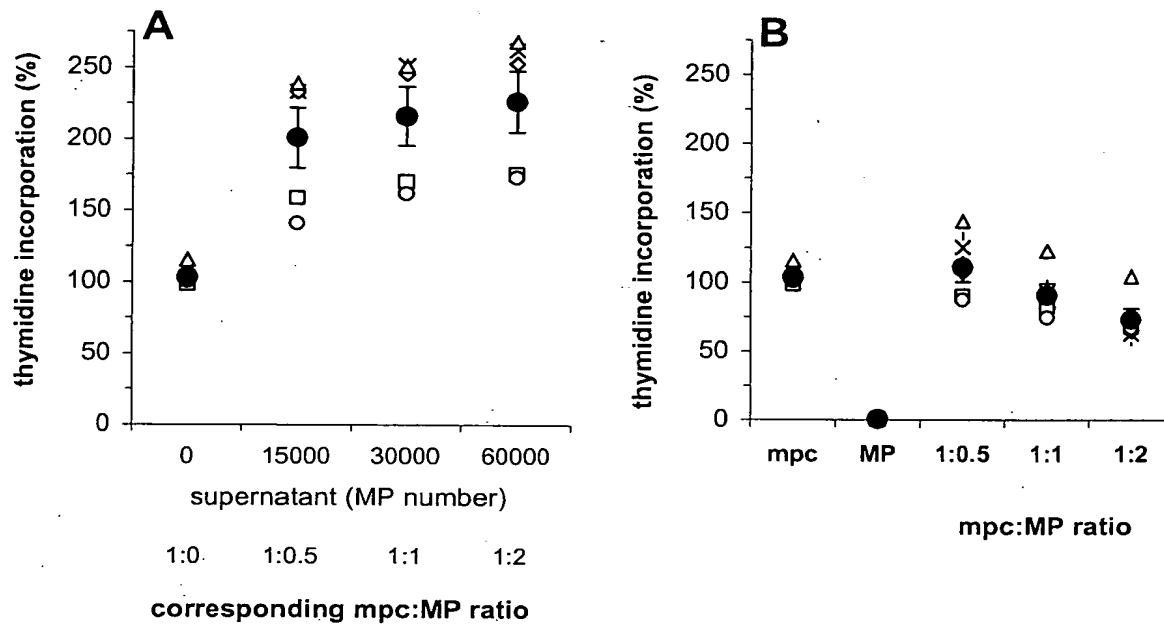 A
thymidine incorporation (%)
250
200
150
100
50
0
0 15000 30000 60000
supernatant (MP number)
1:0 1:0.5 1:1 1:2
corresponding mpc:MP ratio
B
thymidine incorporation (%)
250
200
150
100
50
0
mpc MP 1:0.5 1:1 1:2
mpc:MP ratio